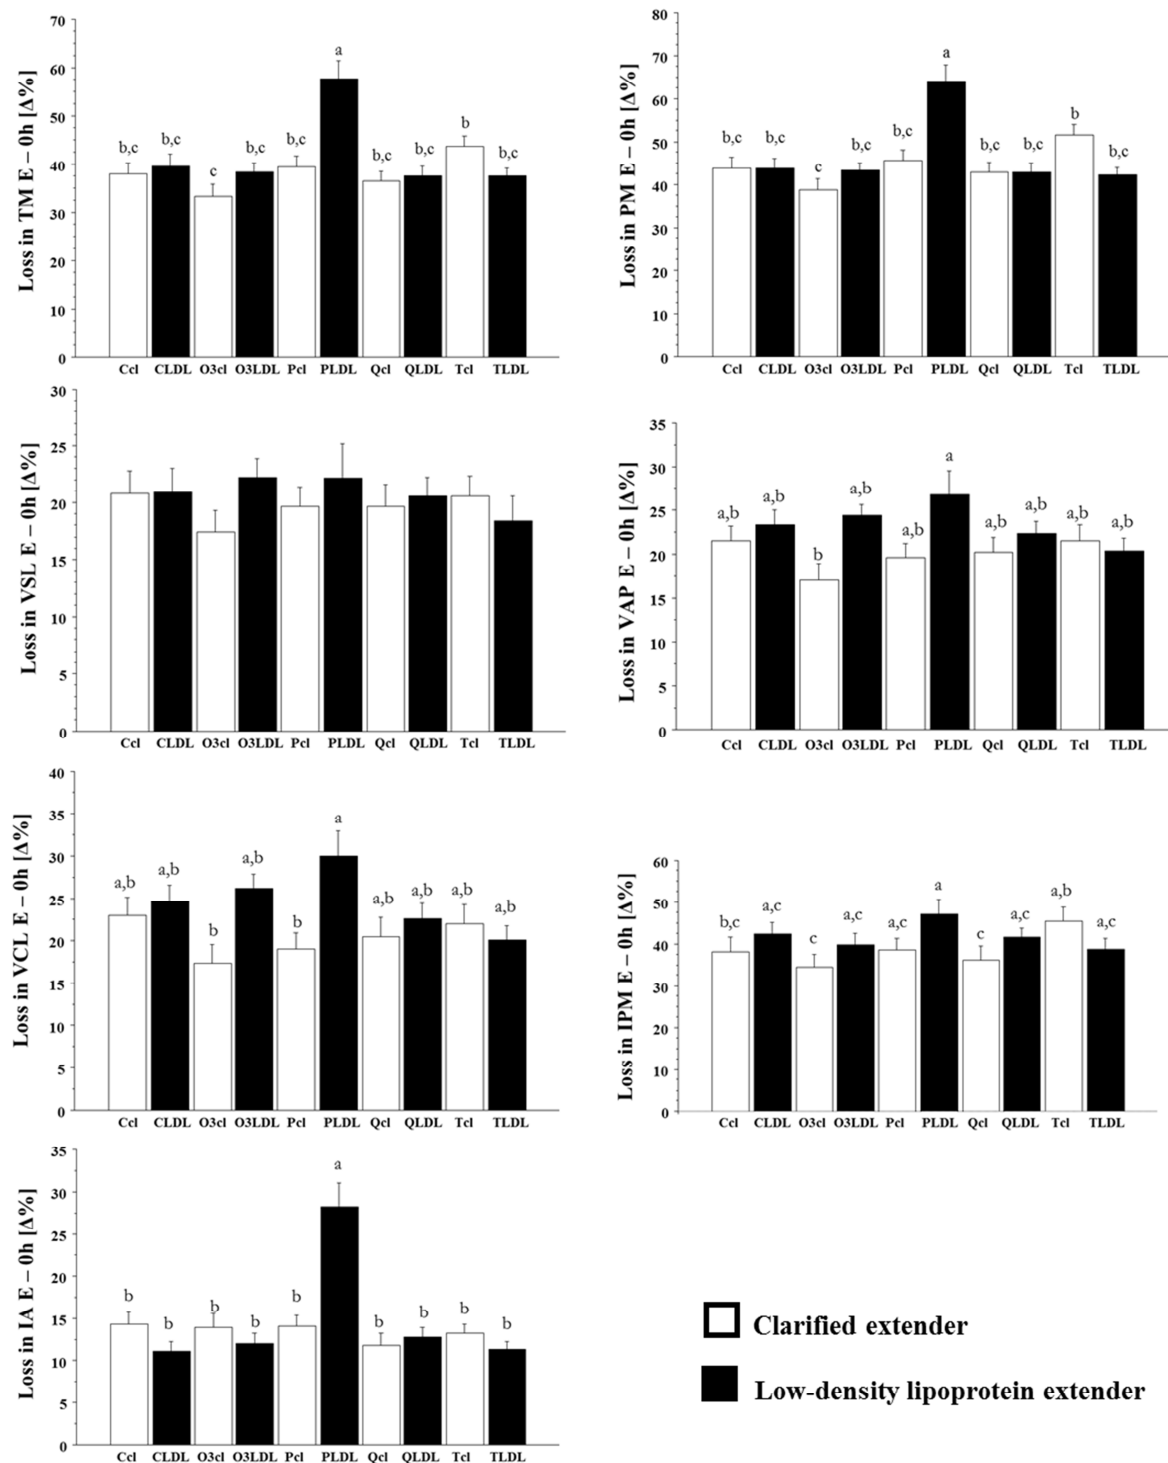 Loss in TM E – 0h [Δ%]
70
60
50
40
30
20
10
0
b,c b,c c b,c b,c a b,c b,c b b,c
Ccl CLDL O3cl O3LDL Pcl PLDL Qcl QLDL Tcl TLDL
Loss in PM E – 0h [Δ%]
80
70
60
50
40
30
20
10
0
b,c b,c c b,c b,c a b,c b,c b b,c
Ccl CLDL O3cl O3LDL Pcl PLDL Qcl QLDL Tcl TLDL
Loss in VSL E – 0h [Δ%]
30
25
20
15
10
5
0
Ccl CLDL O3cl O3LDL Pcl PLDL Qcl QLDL Tcl TLDL
Loss in VAP E – 0h [Δ%]
35
30
25
20
15
10
5
0
a,b a,b b a,b a,b a a,b a,b a,b a,b
Ccl CLDL O3cl O3LDL Pcl PLDL Qcl QLDL Tcl TLDL
Loss in VCL E – 0h [Δ%]
40
35
30
25
20
15
10
5
0
a,b a,b b a,b b a a,b a,b a,b a,b
Ccl CLDL O3cl O3LDL Pcl PLDL Qcl QLDL Tcl TLDL
Loss in IPM E – 0h [Δ%]
60
50
40
30
20
10
0
b,c a,c c a,c a,c a c a,c a,b a,c
Ccl CLDL O3cl O3LDL Pcl PLDL Qcl QLDL Tcl TLDL
Loss in IA E – 0h [Δ%]
35
30
25
20
15
10
5
0
b b b b b a b b b b
Ccl CLDL O3cl O3LDL Pcl PLDL Qcl QLDL Tcl TLDL
Clarified extender
Low-density lipoprotein extender